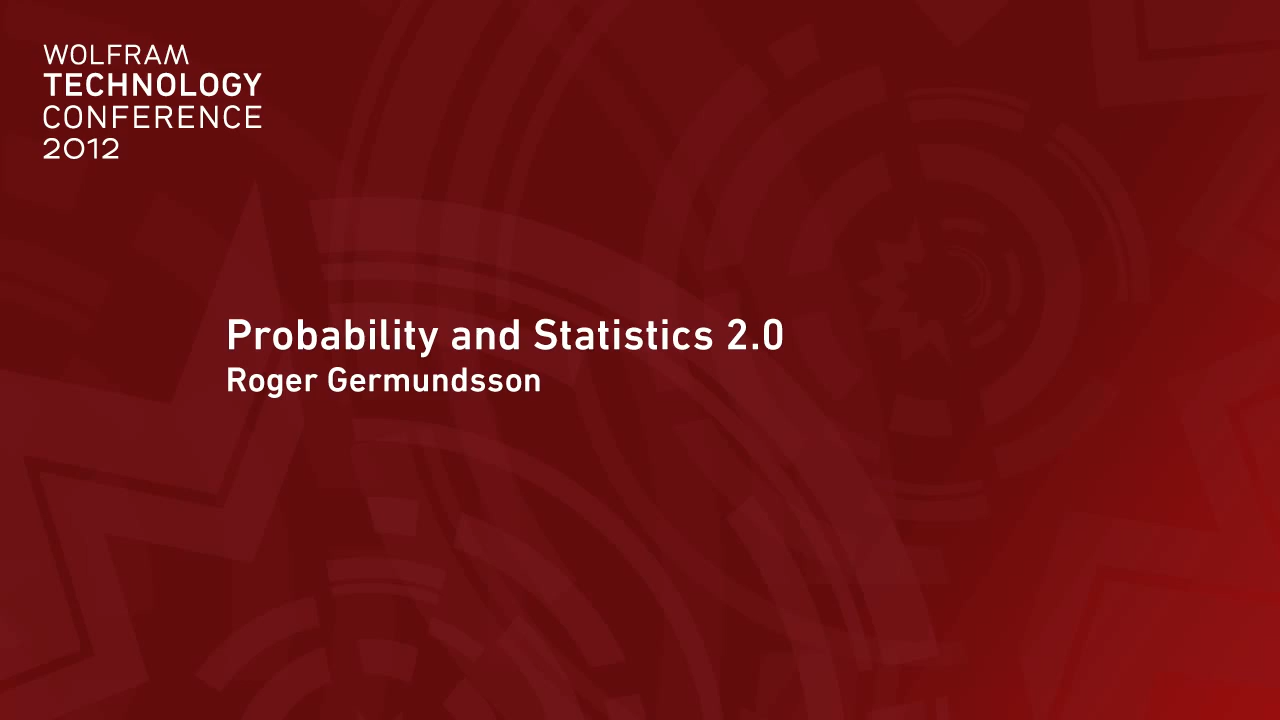 WOLFRAM
TECHNOLOGY
CONFERENCE
2012
Probability and Statistics 2.0
Roger Germundsson